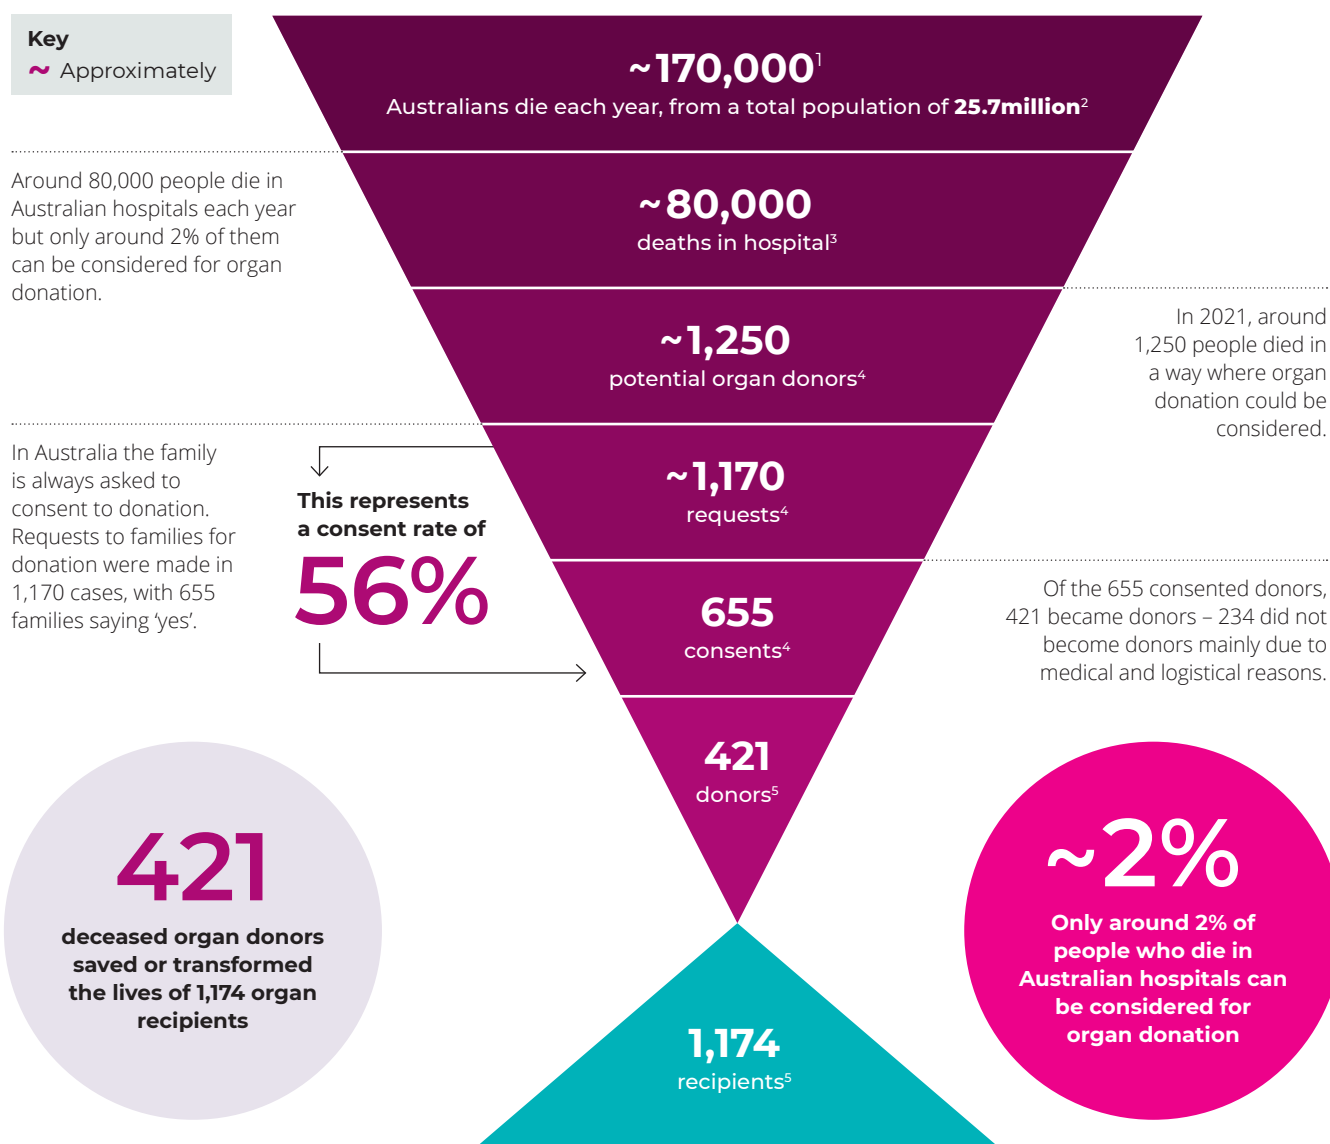 Key
~ Approximately
~170,000¹
Australians die each year, from a total population of 25.7million²
Around 80,000 people die in
Australian hospitals each year
but only around 2% of them
can be considered for organ
donation.
~80,000
deaths in hospital³
~1,250
potential organ donors⁴
In 2021, around
1,250 people died in
a way where organ
donation could be
considered.
In Australia the family
is always asked to
consent to donation.
Requests to families for
donation were made in
1,170 cases, with 655
families saying ‘yes’.
This represents
a consent rate of
56%
~1,170
requests⁴
655
consents⁴
Of the 655 consented donors,
421 became donors – 234 did not
become donors mainly due to
medical and logistical reasons.
421
donors⁵
421
deceased organ donors
saved or transformed
the lives of 1,174 organ
recipients
~2%
Only around 2% of
people who die in
Australian hospitals can
be considered for
organ donation
1,174
recipients⁵